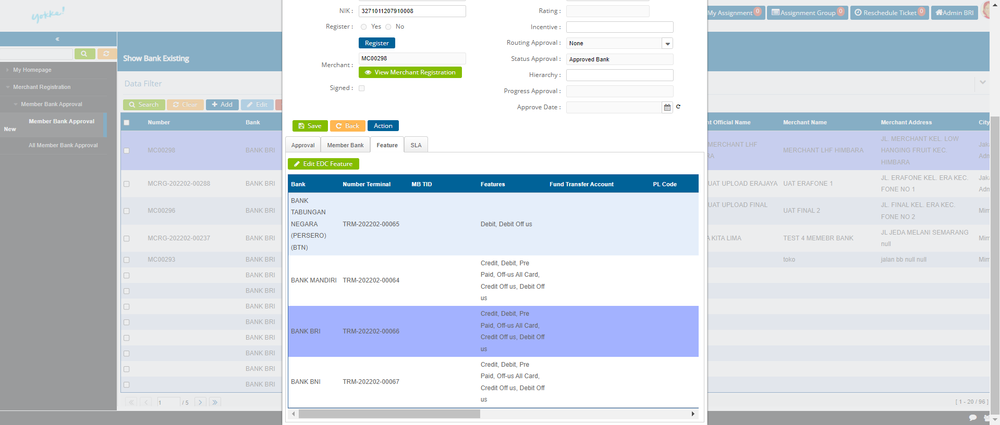 yokke!
NIK :
3271011207910008
Rating :
My Assignment 0
Assignment Group 0
Reschedule Ticket 0
Admin BRI
Register :
Yes
No
Incentive :
«
Register
Routing Approval :
None
Show Bank Existing
Merchant :
MC00298
View Merchant Registration
Status Approval :
Approved Bank
Hierarchy :
Signed :
Progress Approval :
Approve Date :
My Homepage
Merchant Registration
Member Bank Approval
Member Bank Approval
New
All Member Bank Approval
Data Filter
Search
Clear
Add
Edit
Save
Back
Action
Number
Bank
t Official Name
Merchant Name
Merchant Address
City
MC00298
BANK BRI
MERCHANT LHF
RA
MERCHANT LHF HIMBARA
JL. MERCHANT KEL. LOW
HANGING FRUIT KEC.
HIMBARA
Jak
Adn
MCRG-202202-00288
BANK BRI
UAT UPLOAD ERAJAYA
UAT ERAFONE 1
JL. ERAFONE KEL. ERA KEC.
FONE NO 1
Jak
Adn
MC00296
BANK BRI
UAT UPLOAD FINAL
UAT FINAL 2
JL. FINAL KEL. ERA KEC.
FONE NO 2
Mim
MCRG-202202-00237
BANK BRI
A KITA LIMA
TEST 4 MEMEBR BANK
JL JEDA MELANI SEMARANG
null
Mim
MC00293
BANK BRI
toko
jalan bb null null
Mim
BANK BRI
BANK BRI
BANK BRI
BANK BRI
BANK BRI
BANK BRI
BANK BRI
BANK BRI
1
/ 5
[ 1 - 20 / 96 ]
Approval
Member Bank
Feature
SLA
Edit EDC Feature
Bank
Number Terminal
MB TID
Features
Fund Transfer Account
PL Code
BANK
TABUNGAN
NEGARA
(PERSERO)
(BTN)
TRM-202202-00065
Debit, Debit Off us
BANK MANDIRI
TRM-202202-00064
Credit, Debit, Pre
Paid, Off-us All Card,
Credit Off us, Debit Off
us
BANK BRI
TRM-202202-00066
Credit, Debit, Pre
Paid, Off-us All Card,
Credit Off us, Debit Off
us
BANK BNI
TRM-202202-00067
Credit, Debit, Pre
Paid, Off-us All Card,
Credit Off us, Debit Off
us